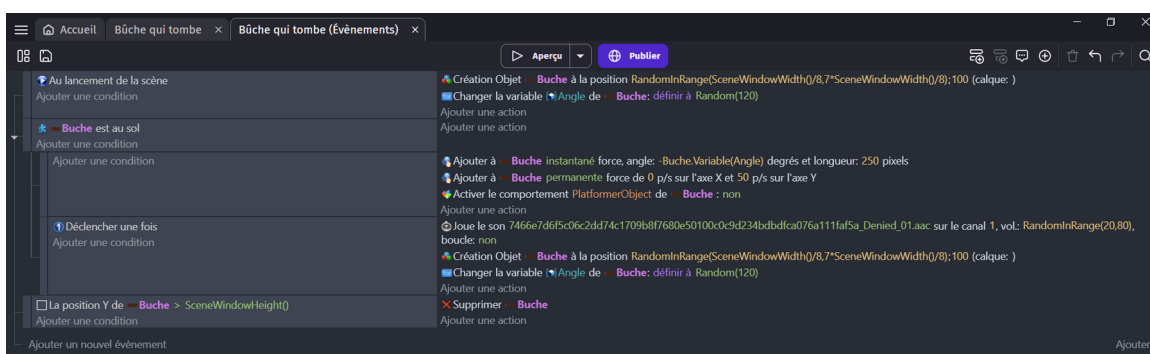 Accueil Bûche qui tombe × Bûche qui tombe (Évènements) ×
Aperçu Publier
Au lancement de la scène
Ajouter une condition
Création Objet Buche à la position RandomInRange(SceneWindowWidth()/8,7*SceneWindowWidth()/8);100 (calque: )
Changer la variable Angle de Buche: définir à Random(120)
Ajouter une action
Buche est au sol
Ajouter une condition
Ajouter une action
Ajouter une condition
Ajouter à Buche instantané force, angle: -Buche.Variable(Angle) degrés et longueur: 250 pixels
Ajouter à Buche permanente force de 0 p/s sur l'axe X et 50 p/s sur l'axe Y
Activer le comportement PlatformerObject de Buche : non
Ajouter une action
Déclencher une fois
Ajouter une condition
Joue le son 7466e7d6f5c06c2dd74c1709b8f7680e50100c0c9d234bdbdfca076a111faf5a_Denied_01.aac sur le canal 1, vol.: RandomInRange(20,80),
boucle: non
Création Objet Buche à la position RandomInRange(SceneWindowWidth()/8,7*SceneWindowWidth()/8);100 (calque: )
Changer la variable Angle de Buche: définir à Random(120)
Ajouter une action
La position Y de Buche > SceneWindowHeight()
Ajouter une condition
Supprimer Buche
Ajouter une action
Ajouter un nouvel évènement
Ajouter